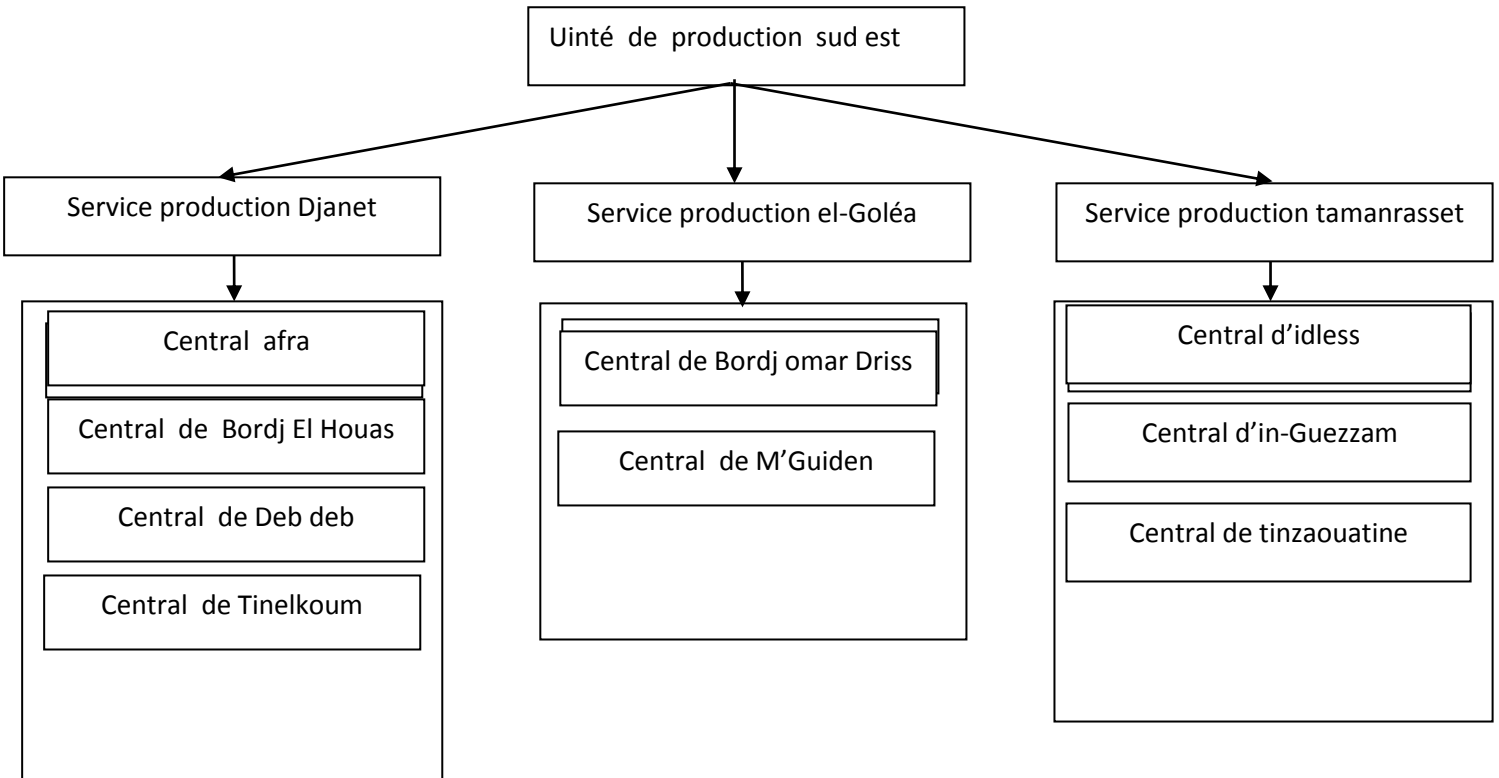 Uinté de production sud est
Service production Djanet
Service production el-Goléa
Service production tamanrasset
Central afra
Central de Bordj El Houas
Central de Deb deb
Central de Tinelkoum
Central de Bordj omar Driss
Central de M’Guiden
Central d’idless
Central d’in-Guezzam
Central de tinzaouatine